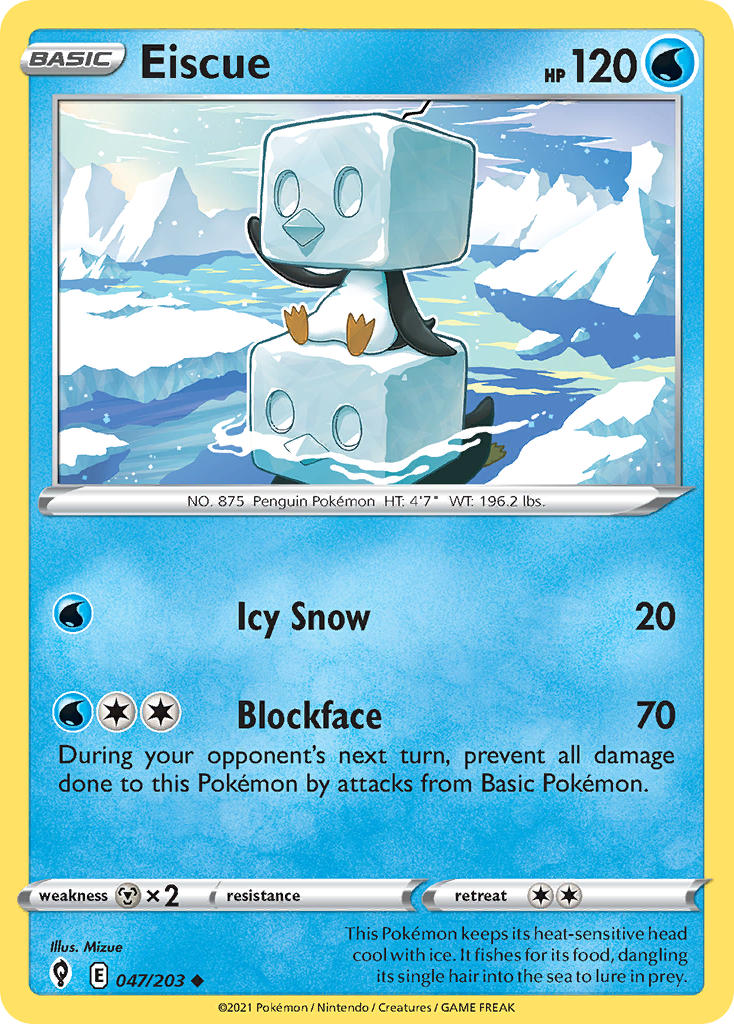 BASIC Eiscue HP 120
NO. 875 Penguin Pokémon HT: 4'7" WT: 196.2 lbs.
Icy Snow 20
Blockface 70
During your opponent's next turn, prevent all damage
done to this Pokémon by attacks from Basic Pokémon.
weakness ×2 resistance retreat
Illus. Mizue
This Pokémon keeps its heat-sensitive head
cool with ice. It fishes for its food, dangling
its single hair into the sea to lure in prey.
E 047/203
©2021 Pokémon / Nintendo / Creatures / GAME FREAK